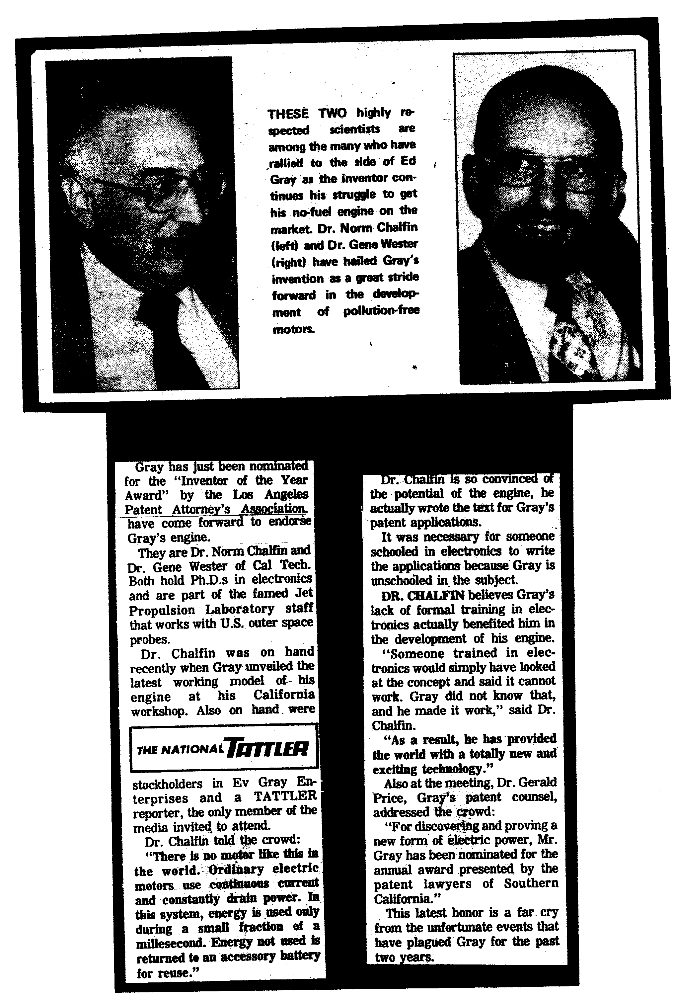 THESE TWO highly re-
spected scientists are
among the many who have
rallied to the side of Ed
Gray as the inventor con-
tinues his struggle to get
his no-fuel engine on the
market. Dr. Norm Chalfin
(left) and Dr. Gene Wester
(right) have hailed Gray's
invention as a great stride
forward in the develop-
ment of pollution-free
motors.
Gray has just been nominated
for the "Inventor of the Year
Award" by the Los Angeles
Patent Attorney's Association.
have come forward to endorse
Gray's engine.
They are Dr. Norm Chalfin and
Dr. Gene Wester of Cal Tech.
Both hold Ph.D.s in electronics
and are part of the famed Jet
Propulsion Laboratory staff
that works with U.S. outer space
probes.
Dr. Chalfin was on hand
recently when Gray unveiled the
latest working model of his
engine at his California
workshop. Also on hand were
THE NATIONAL TATTLER
stockholders in Ev Gray En-
terprises and a TATTLER
reporter, the only member of the
media invited to attend.
Dr. Chalfin told the crowd:
"There is no motor like this in
the world. Ordinary electric
motors use continuous current
and constantly drain power. In
this system, energy is used only
during a small fraction of a
millesecond. Energy not used is
returned to an accessory battery
for reuse."
Dr. Chalfin is so convinced of
the potential of the engine, he
actually wrote the text for Gray's
patent applications.
It was necessary for someone
schooled in electronics to write
the applications because Gray is
unschooled in the subject.
DR. CHALFIN believes Gray's
lack of formal training in elec-
tronics actually benefited him in
the development of his engine.
"Someone trained in elec-
tronics would simply have looked
at the concept and said it cannot
work. Gray did not know that,
and he made it work," said Dr.
Chalfin.
"As a result, he has provided
the world with a totally new and
exciting technology."
Also at the meeting, Dr. Gerald
Price, Gray's patent counsel,
addressed the crowd:
"For discovering and proving a
new form of electric power, Mr.
Gray has been nominated for the
annual award presented by the
patent lawyers of Southern
California."
This latest honor is a far cry
from the unfortunate events that
have plagued Gray for the past
two years.